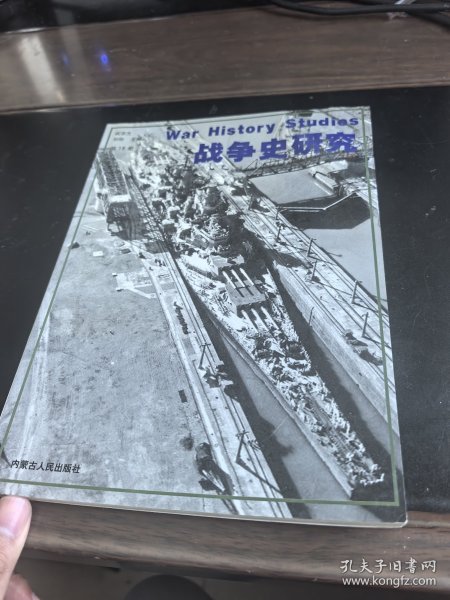 War History Studies
战争史研究
内蒙古人民出版社
孔夫子旧书网
www.kongfz.com